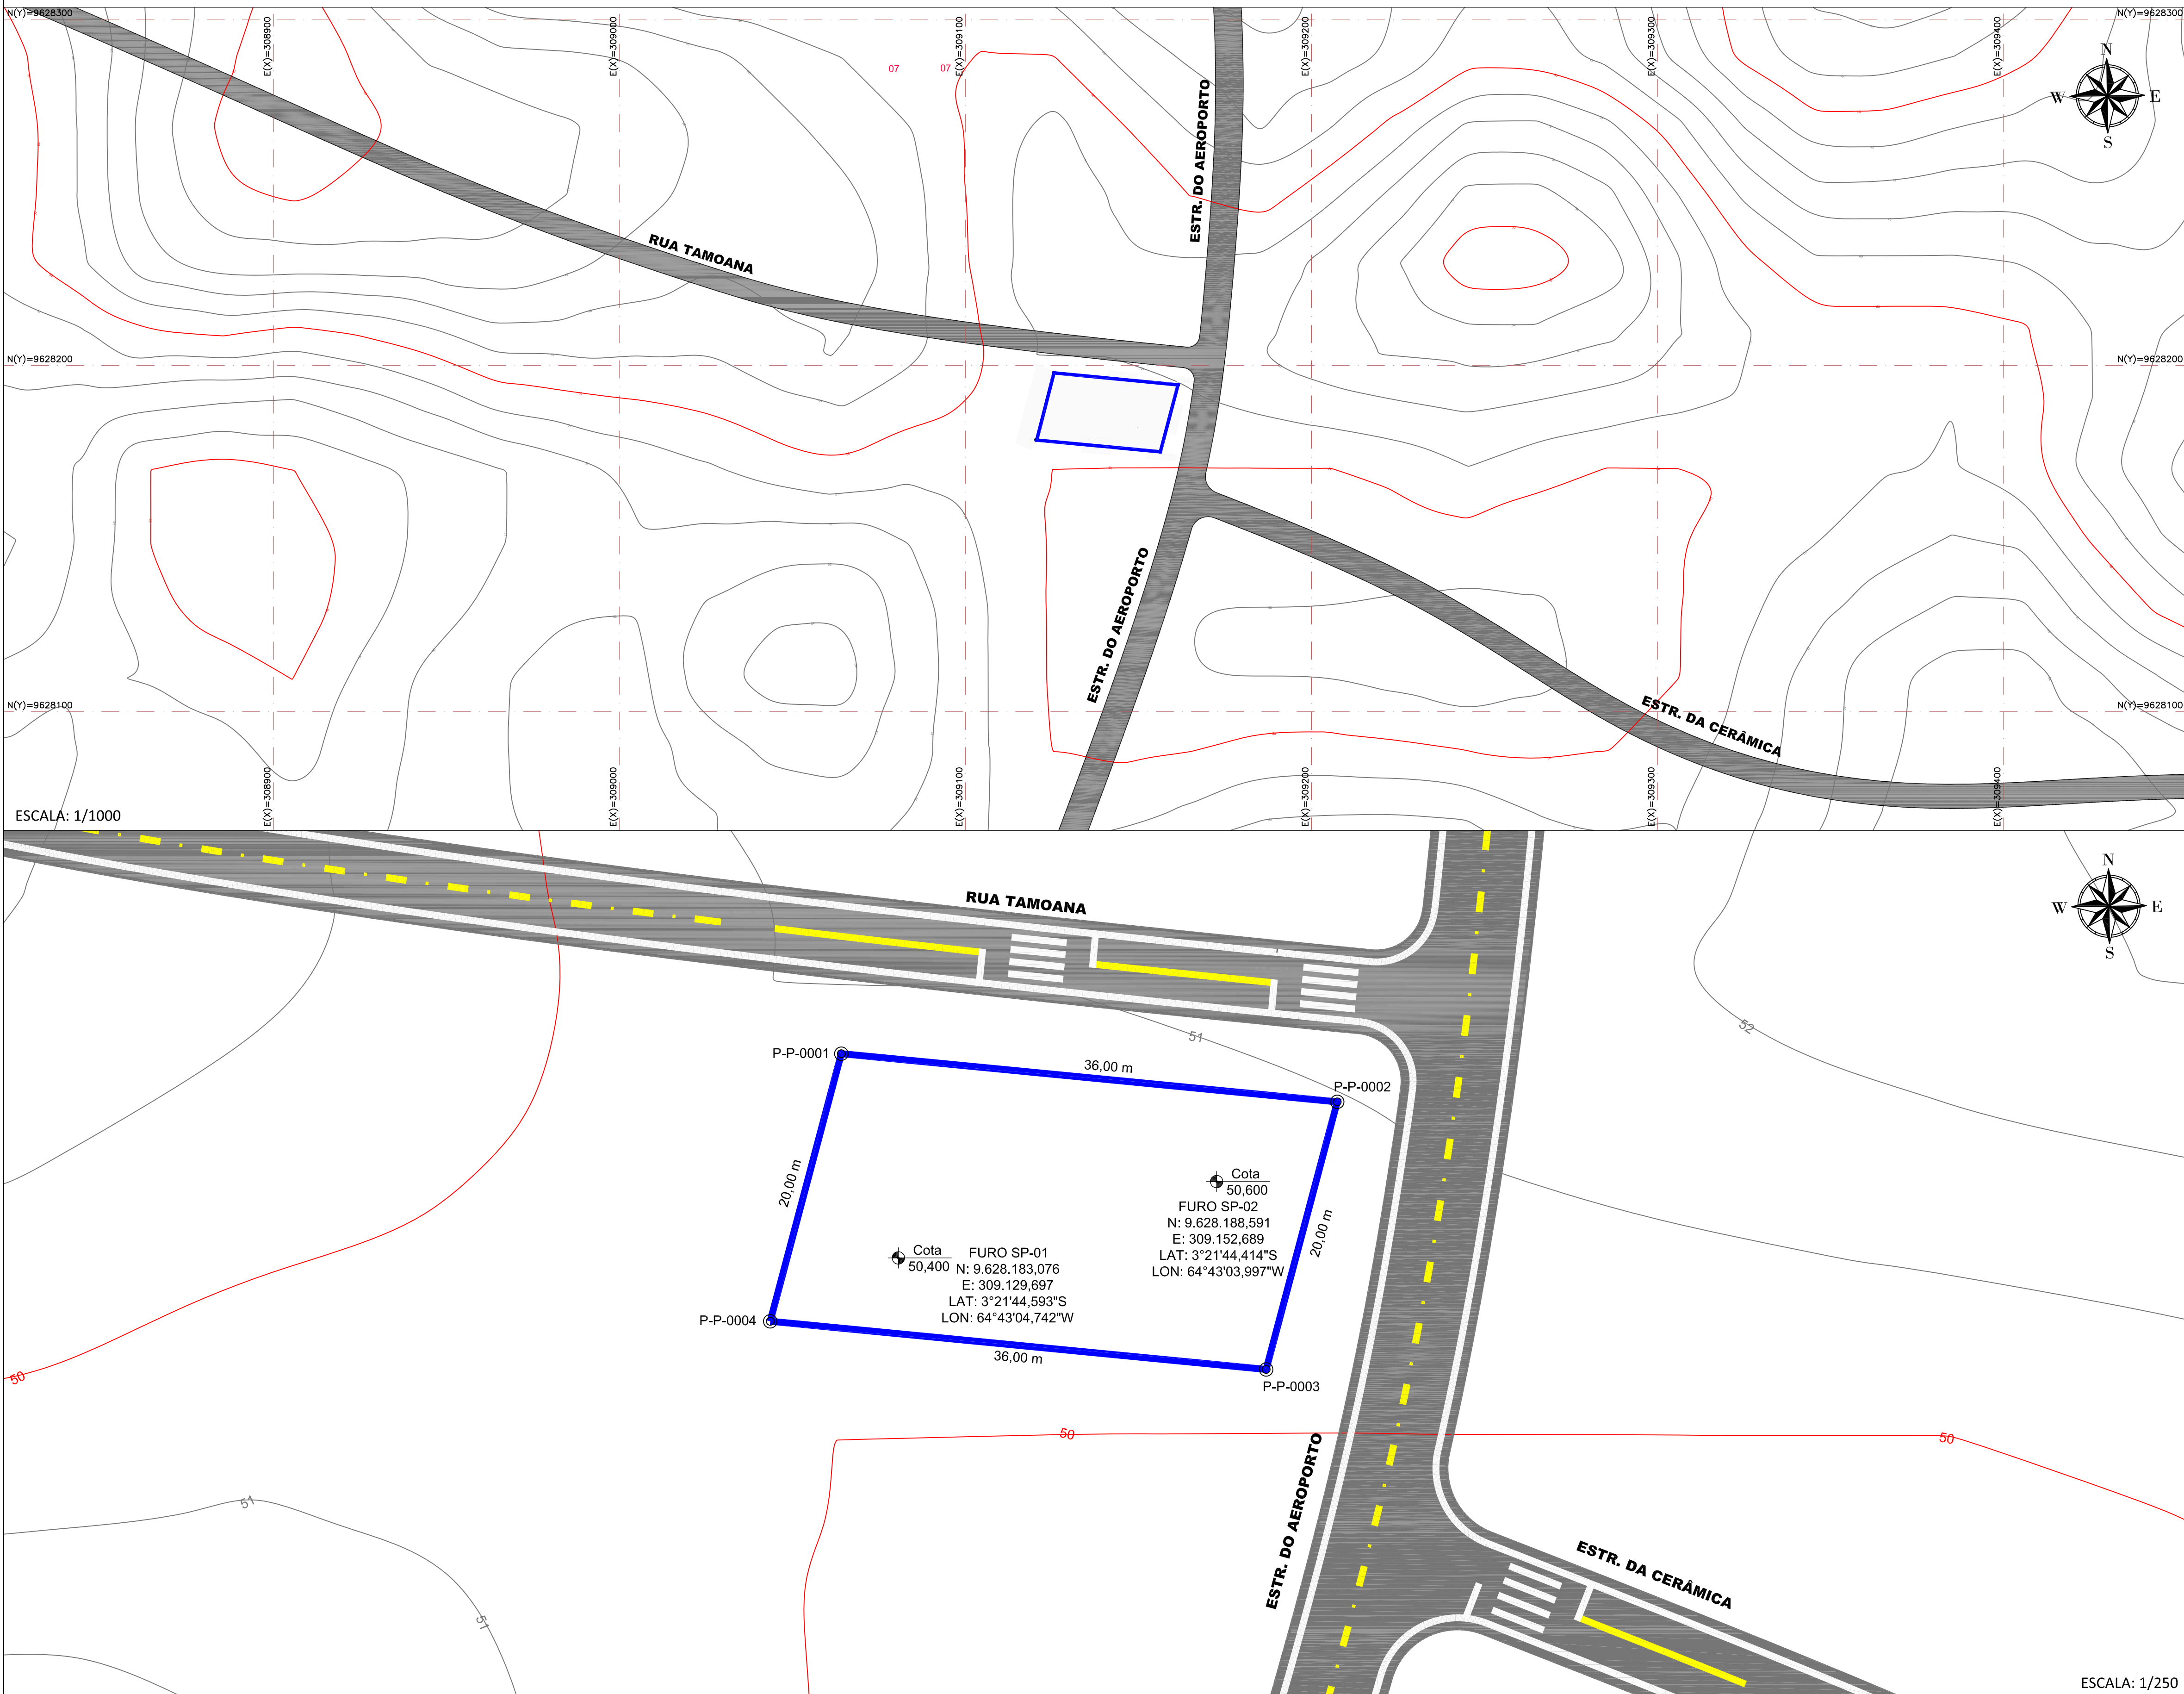 N(Y)=9628300
N(Y)=9628300
E(X)=308900
E(X)=309000
E(X)=309100
E(X)=309200
E(X)=309300
E(X)=309400
07
07
N
W
E
S
ESTR. DO AEROPORTO
RUA TAMOANA
N(Y)=9628200
N(Y)=9628200
ESTR. DO AEROPORTO
ESTR. DA CERÂMICA
N(Y)=9628100
N(Y)=9628100
E(X)=308900
E(X)=309000
E(X)=309100
E(X)=309200
E(X)=309300
E(X)=309400
ESCALA: 1/1000
N
W
E
S
RUA TAMOANA
51
52
P-P-0001
36,00 m
P-P-0002
20,00 m
Cota
50,600
FURO SP-02
N: 9.628.188,591
E: 309.152,689
LAT: 3°21'44,414"S
LON: 64°43'03,997"W
20,00 m
Cota
50,400
FURO SP-01
N: 9.628.183,076
E: 309.129,697
LAT: 3°21'44,593"S
LON: 64°43'04,742"W
P-P-0004
36,00 m
P-P-0003
50
50
50
51
51
ESTR. DO AEROPORTO
ESTR. DA CERÂMICA
ESCALA: 1/250